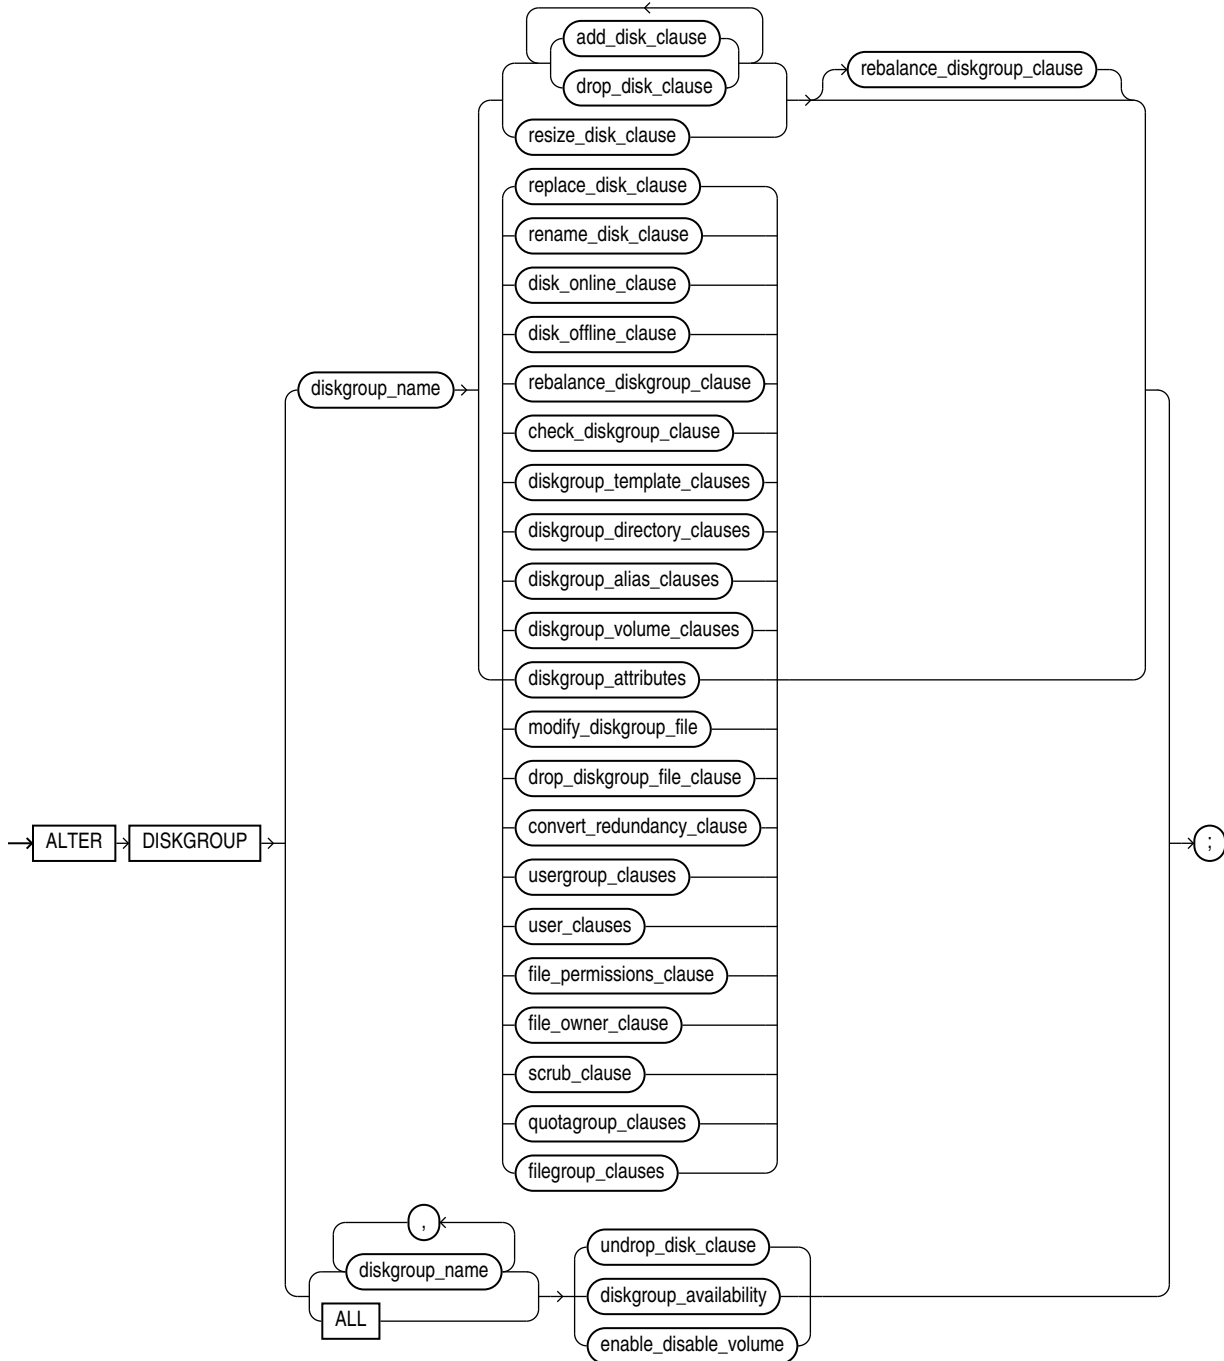 add_disk_clause
drop_disk_clause
rebalance_diskgroup_clause
resize_disk_clause
replace_disk_clause
rename_disk_clause
disk_online_clause
disk_offline_clause
diskgroup_name
rebalance_diskgroup_clause
check_diskgroup_clause
diskgroup_template_clauses
diskgroup_directory_clauses
diskgroup_alias_clauses
diskgroup_volume_clauses
diskgroup_attributes
modify_diskgroup_file
drop_diskgroup_file_clause
convert_redundancy_clause
ALTER DISKGROUP ;
usergroup_clauses
user_clauses
file_permissions_clause
file_owner_clause
scrub_clause
quotagroup_clauses
filegroup_clauses
,
diskgroup_name
ALL
undrop_disk_clause
diskgroup_availability
enable_disable_volume